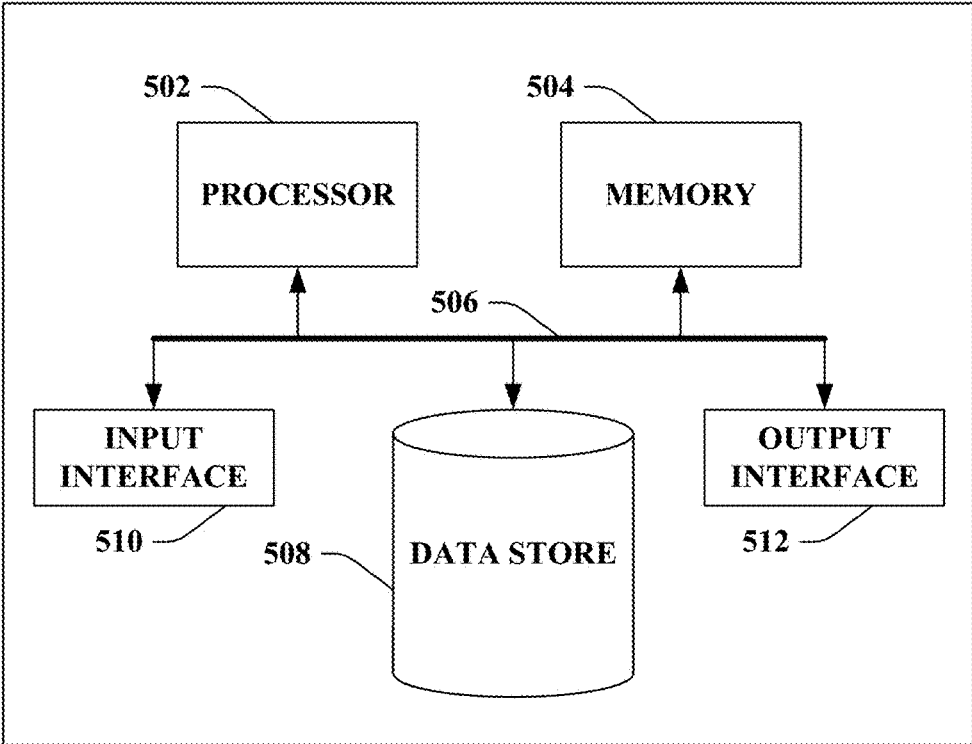 502
504
PROCESSOR
MEMORY
506
INPUT
INTERFACE
OUTPUT
INTERFACE
510
508
DATA STORE
512